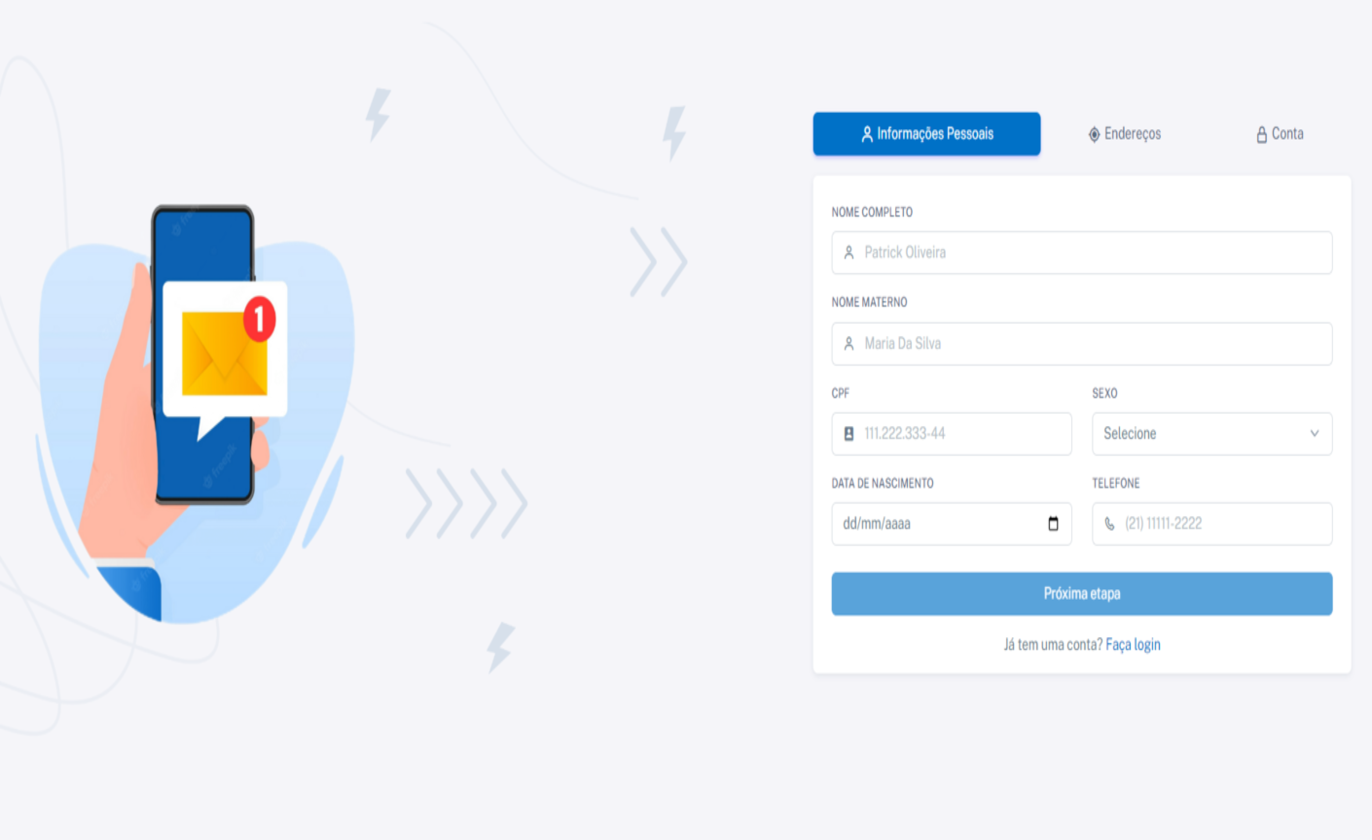 Informações Pessoais
Endereços
Conta
NOME COMPLETO
Patrick Oliveira
NOME MATERNO
Maria Da Silva
CPF
SEXO
111.222.333-44
Selecione
DATA DE NASCIMENTO
TELEFONE
dd/mm/aaaa
(21) 11111-2222
Próxima etapa
Já tem uma conta? Faça login
1
freepik